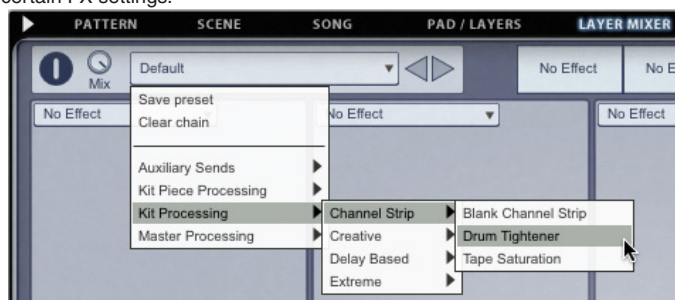 certain FX settings.
PATTERN SCENE SONG PAD / LAYERS LAYER MIXER
Mix Default No Effect No E
Save preset
Clear chain
No Effect No Effect No Effect
Auxiliary Sends
Kit Piece Processing
Kit Processing Channel Strip Blank Channel Strip
Master Processing Creative Drum Tightener
Delay Based Tape Saturation
Extreme